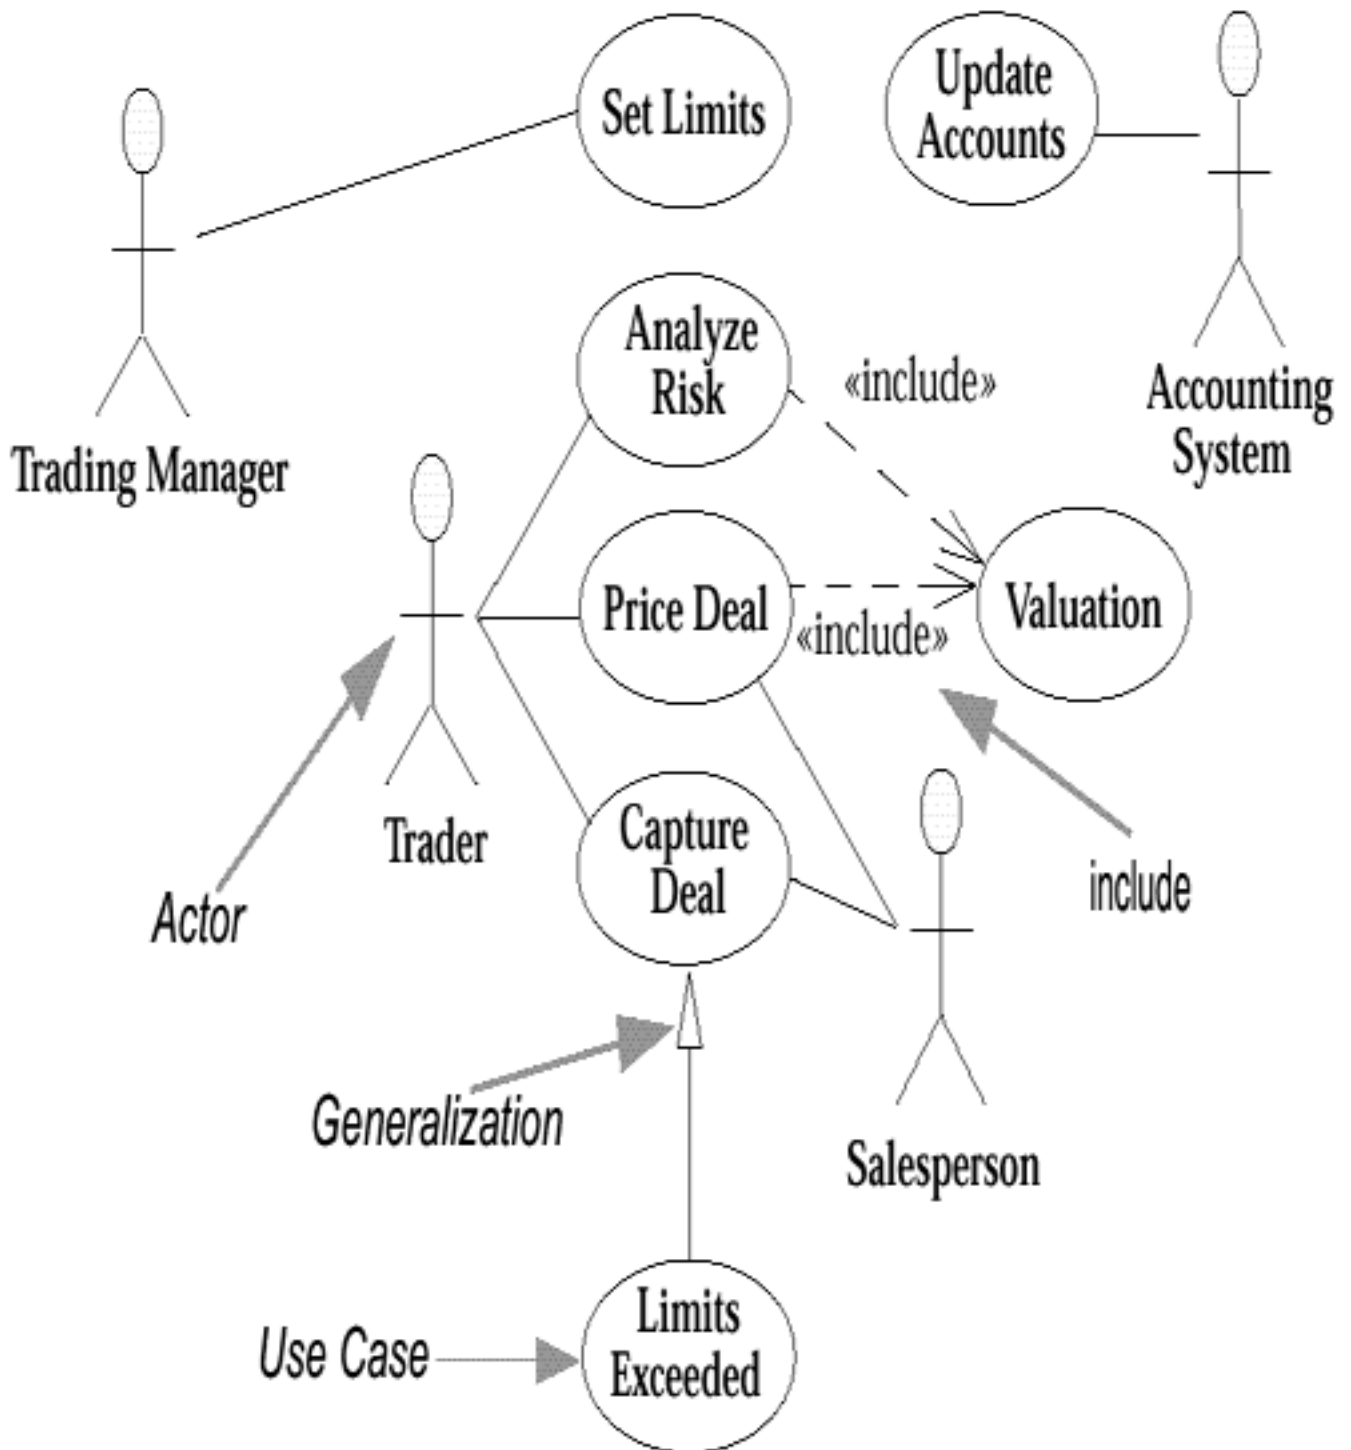 Set Limits
Update
Accounts
Analyze
Risk
«include»
Accounting
System
Trading Manager
Price Deal
«include»
Valuation
Trader
Capture
Deal
include
Actor
Generalization
Salesperson
Use Case
Limits
Exceeded